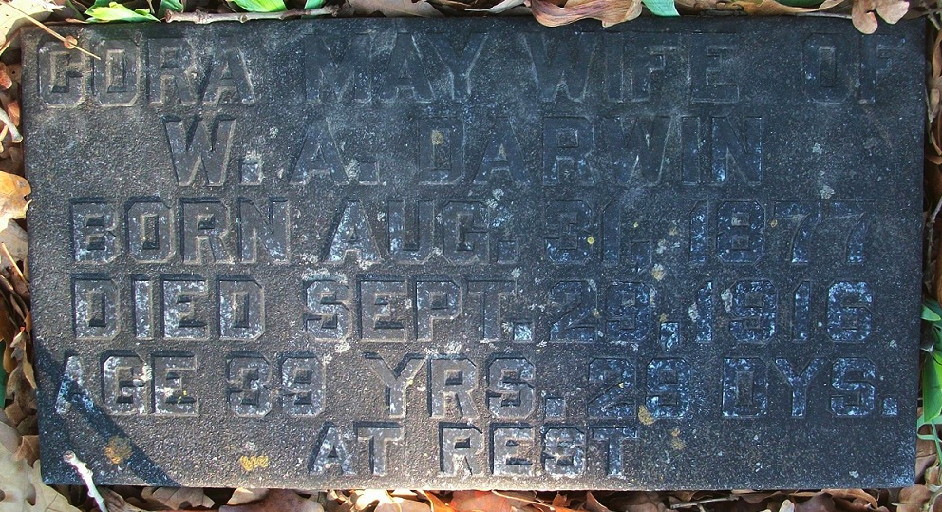 CORA MAY WIFE OF
W. A. DARWIN
BORN AUG. 31, 1877
DIED SEPT. 29, 1916
AGE 39 YRS. 29 DYS.
AT REST